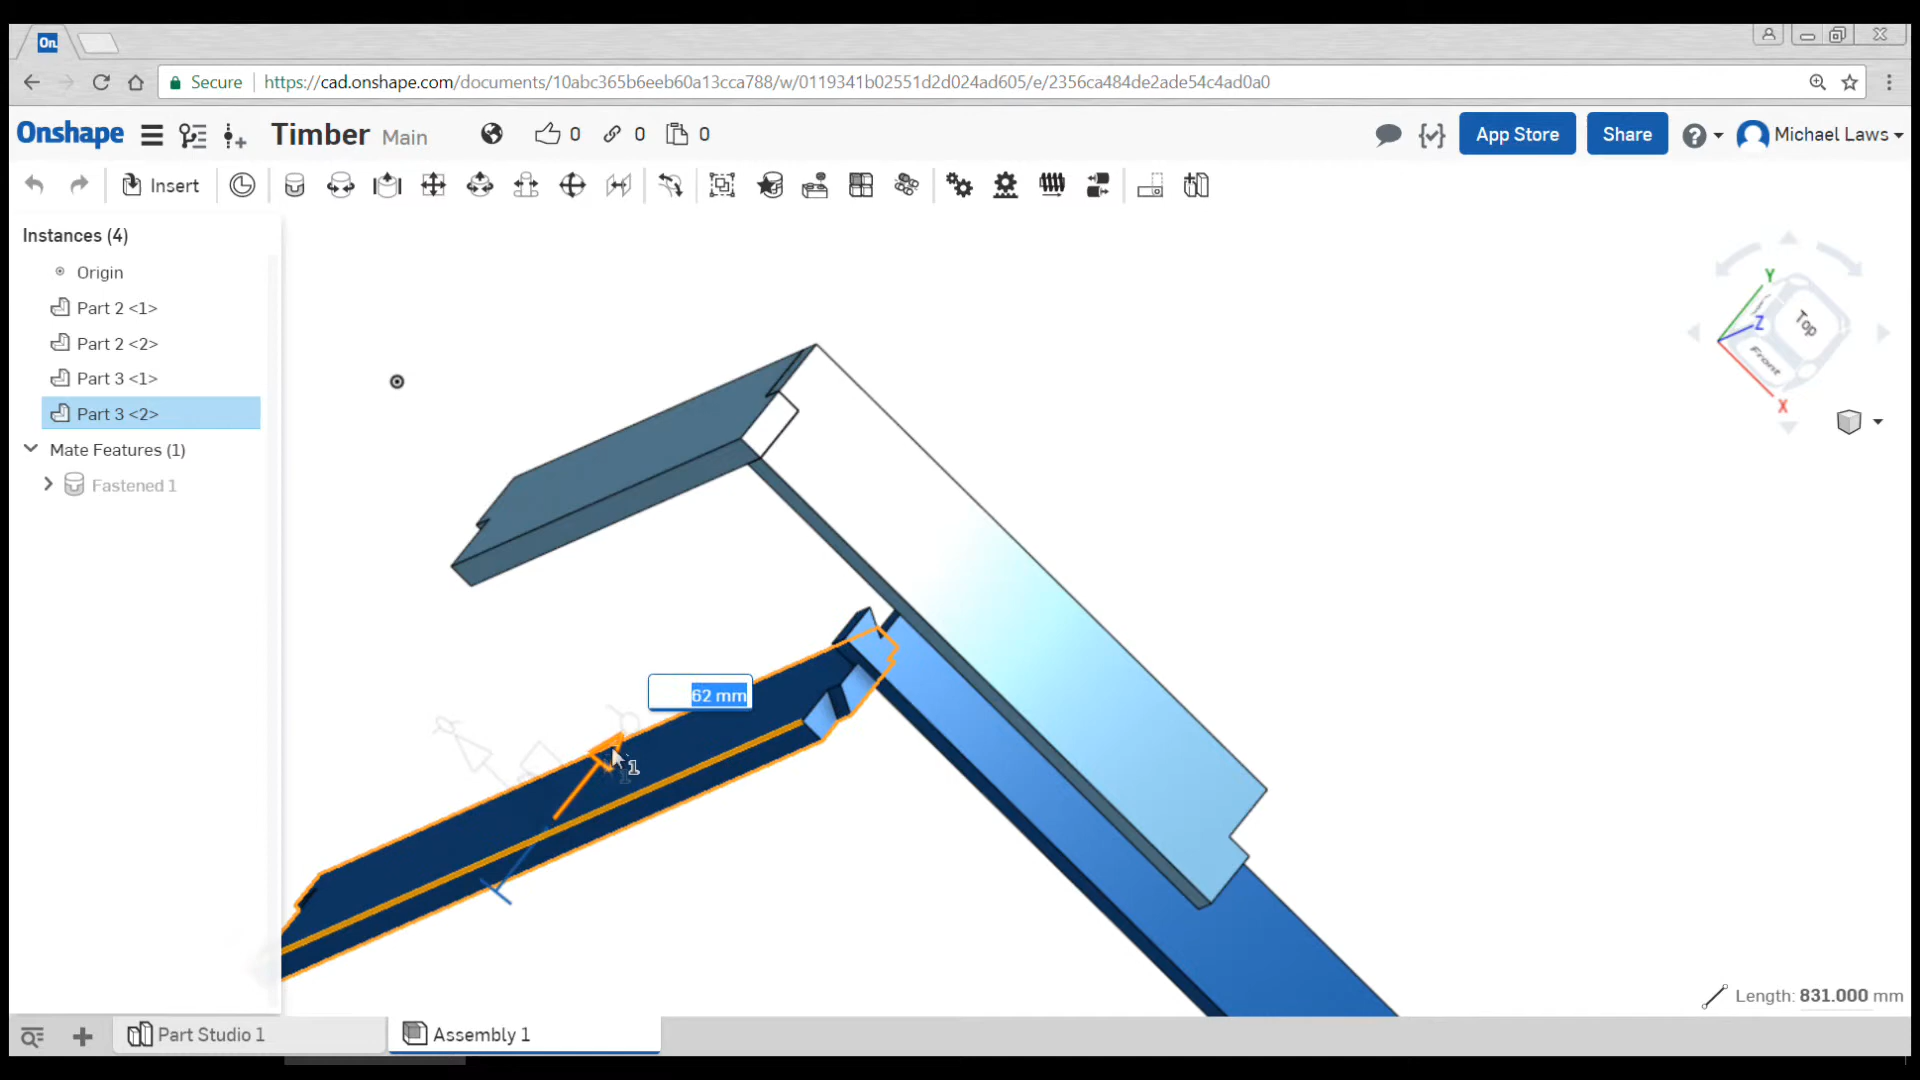 On
Secure
https://cad.onshape.com/documents/10abc365b6eeb60a13cca788/w/0119341b02551d2d024ad605/e/2356ca484de2ade54c4ad0a0
Onshape
Timber Main
0
0
0
App Store
Share
Michael Laws
Insert
Instances (4)
Origin
Part 2 <1>
Part 2 <2>
Part 3 <1>
Part 3 <2>
Mate Features (1)
Fastened 1
62 mm
1
Y
Z
X
Top
Front
Length: 831.000 mm
Part Studio 1
Assembly 1